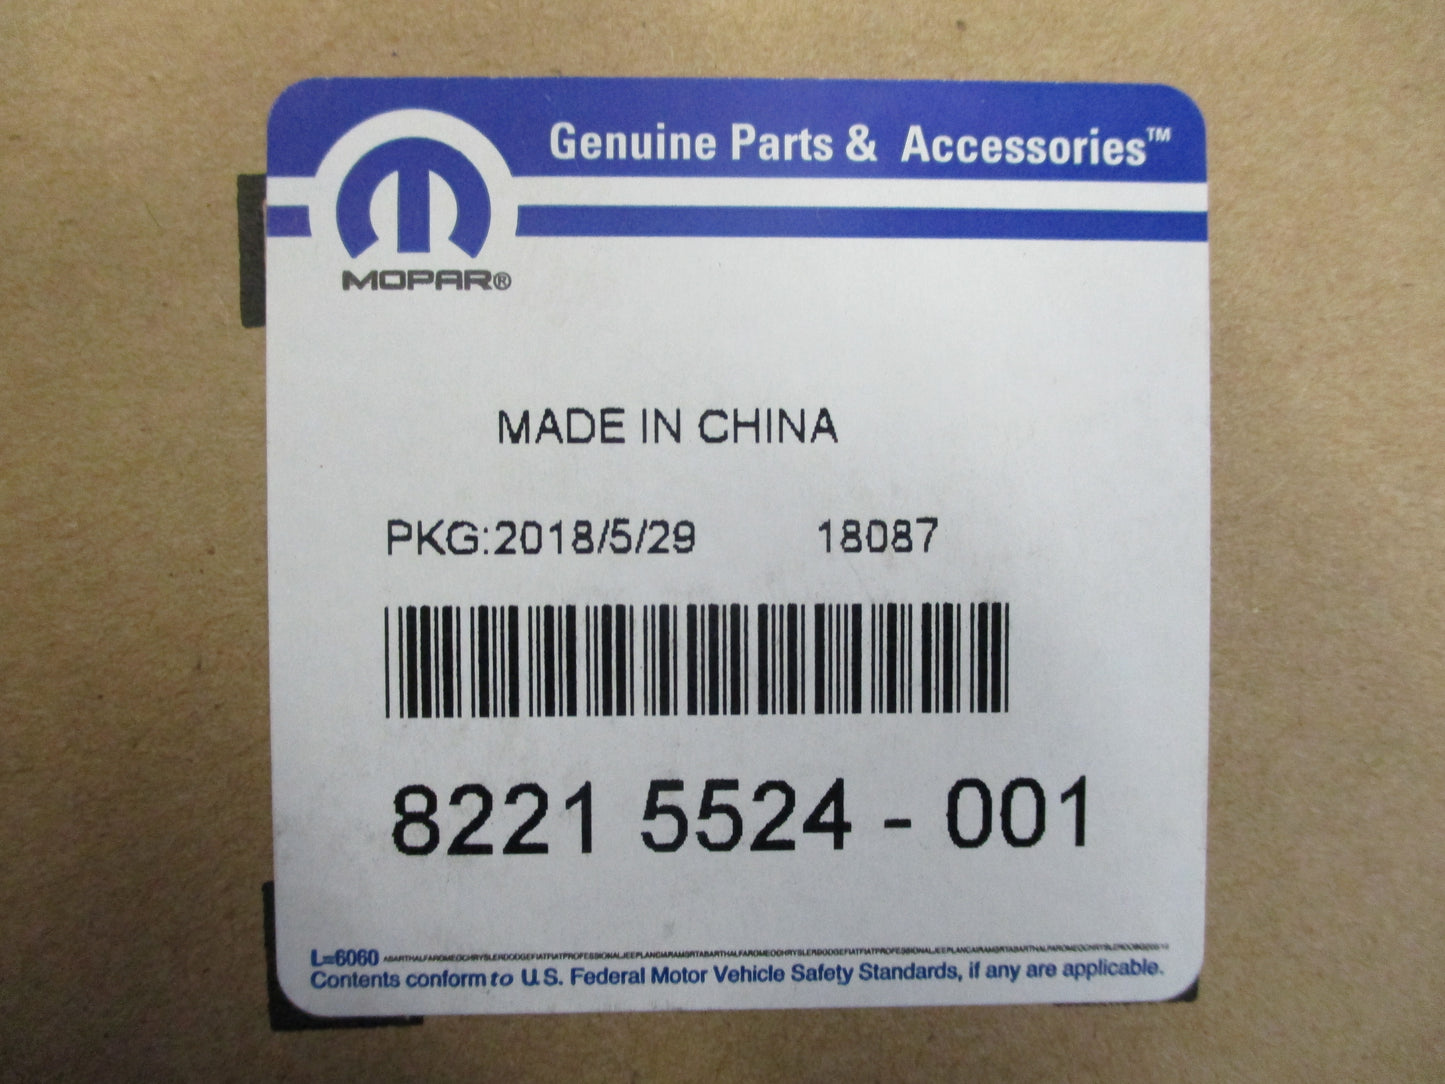 Genuine Parts & Accessories™
MOPAR®
MADE IN CHINA
PKG:2018/5/29 18087
8221 5524 - 001
L=6060
Contents conform to U.S. Federal Motor Vehicle Safety Standards, if any are applicable.